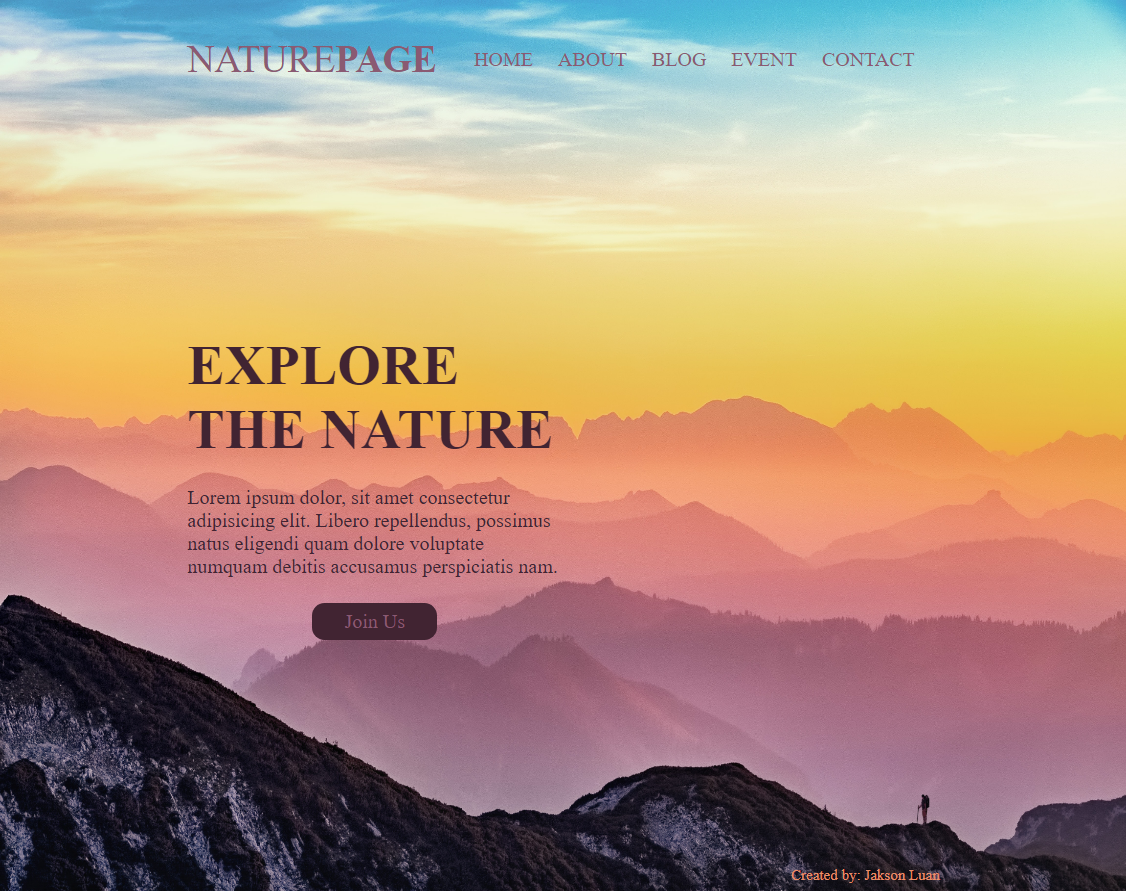 NATUREPAGE HOME ABOUT BLOG EVENT CONTACT
EXPLORE
THE NATURE
Lorem ipsum dolor, sit amet consectetur
adipisicing elit. Libero repellendus, possimus
natus eligendi quam dolore voluptate
numquam debitis accusamus perspiciatis nam.
Join Us
Created by: Jakson Luan